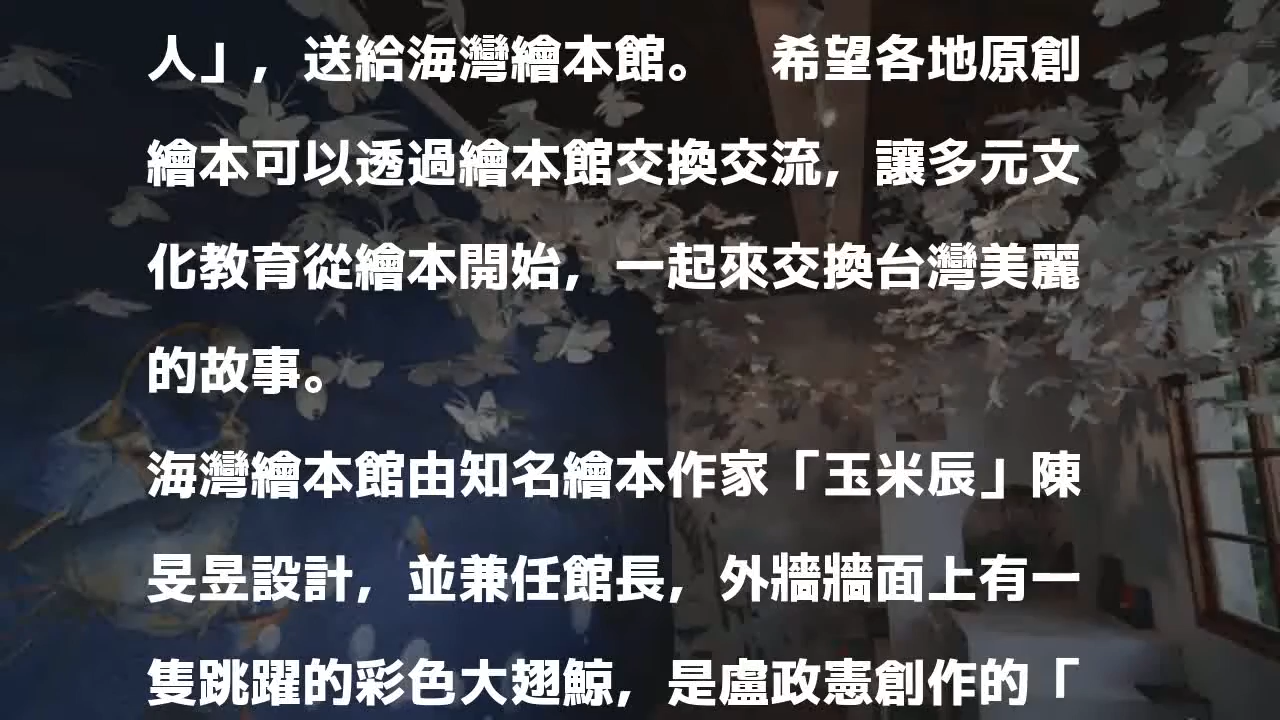 人」，送給海灣繪本館。　希望各地原創
繪本可以透過繪本館交換交流，讓多元文
化教育從繪本開始，一起來交換台灣美麗
的故事。
海灣繪本館由知名繪本作家「玉米辰」陳
旻昱設計，並兼任館長，外牆牆面上有一
隻跳躍的彩色大翅鯨，是盧政憲創作的「